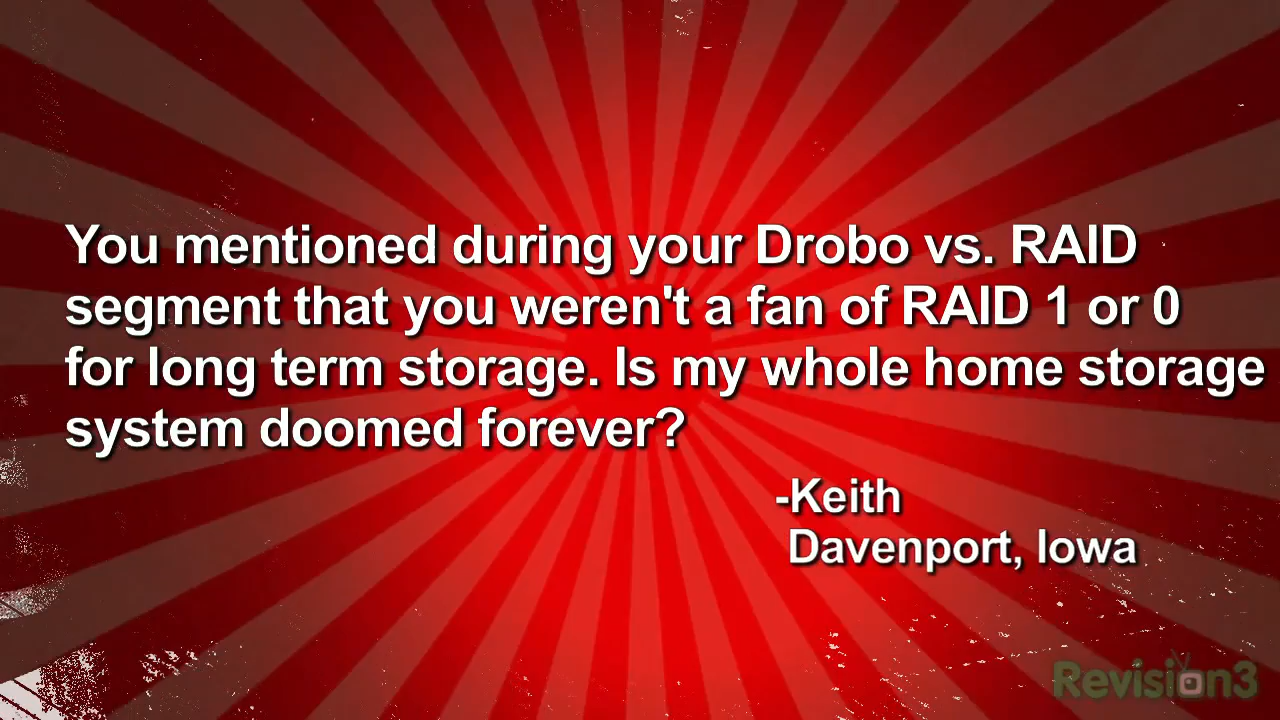 You mentioned during your Drobo vs. RAID
segment that you weren't a fan of RAID 1 or 0
for long term storage. Is my whole home storage
system doomed forever?
-Keith
Davenport, Iowa
Revision3